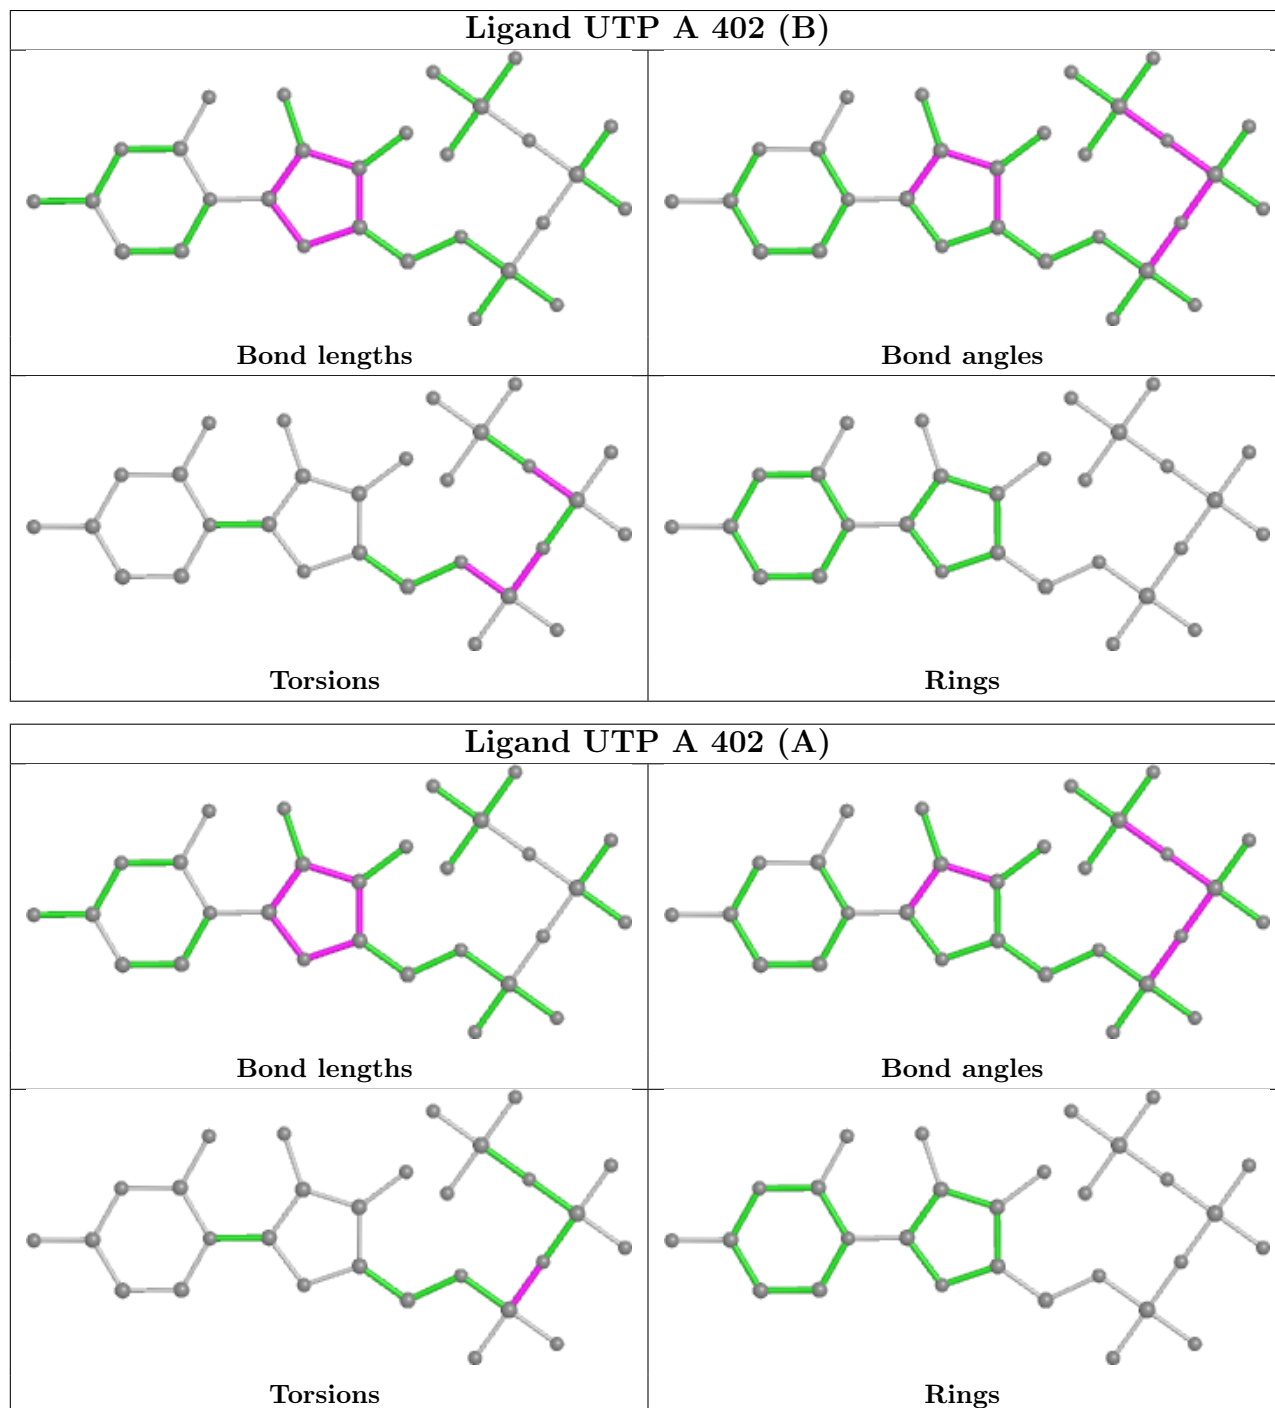 Ligand UTP A 402 (B)
Bond lengths
Bond angles
Torsions
Rings
Ligand UTP A 402 (A)
Bond lengths
Bond angles
Torsions
Rings